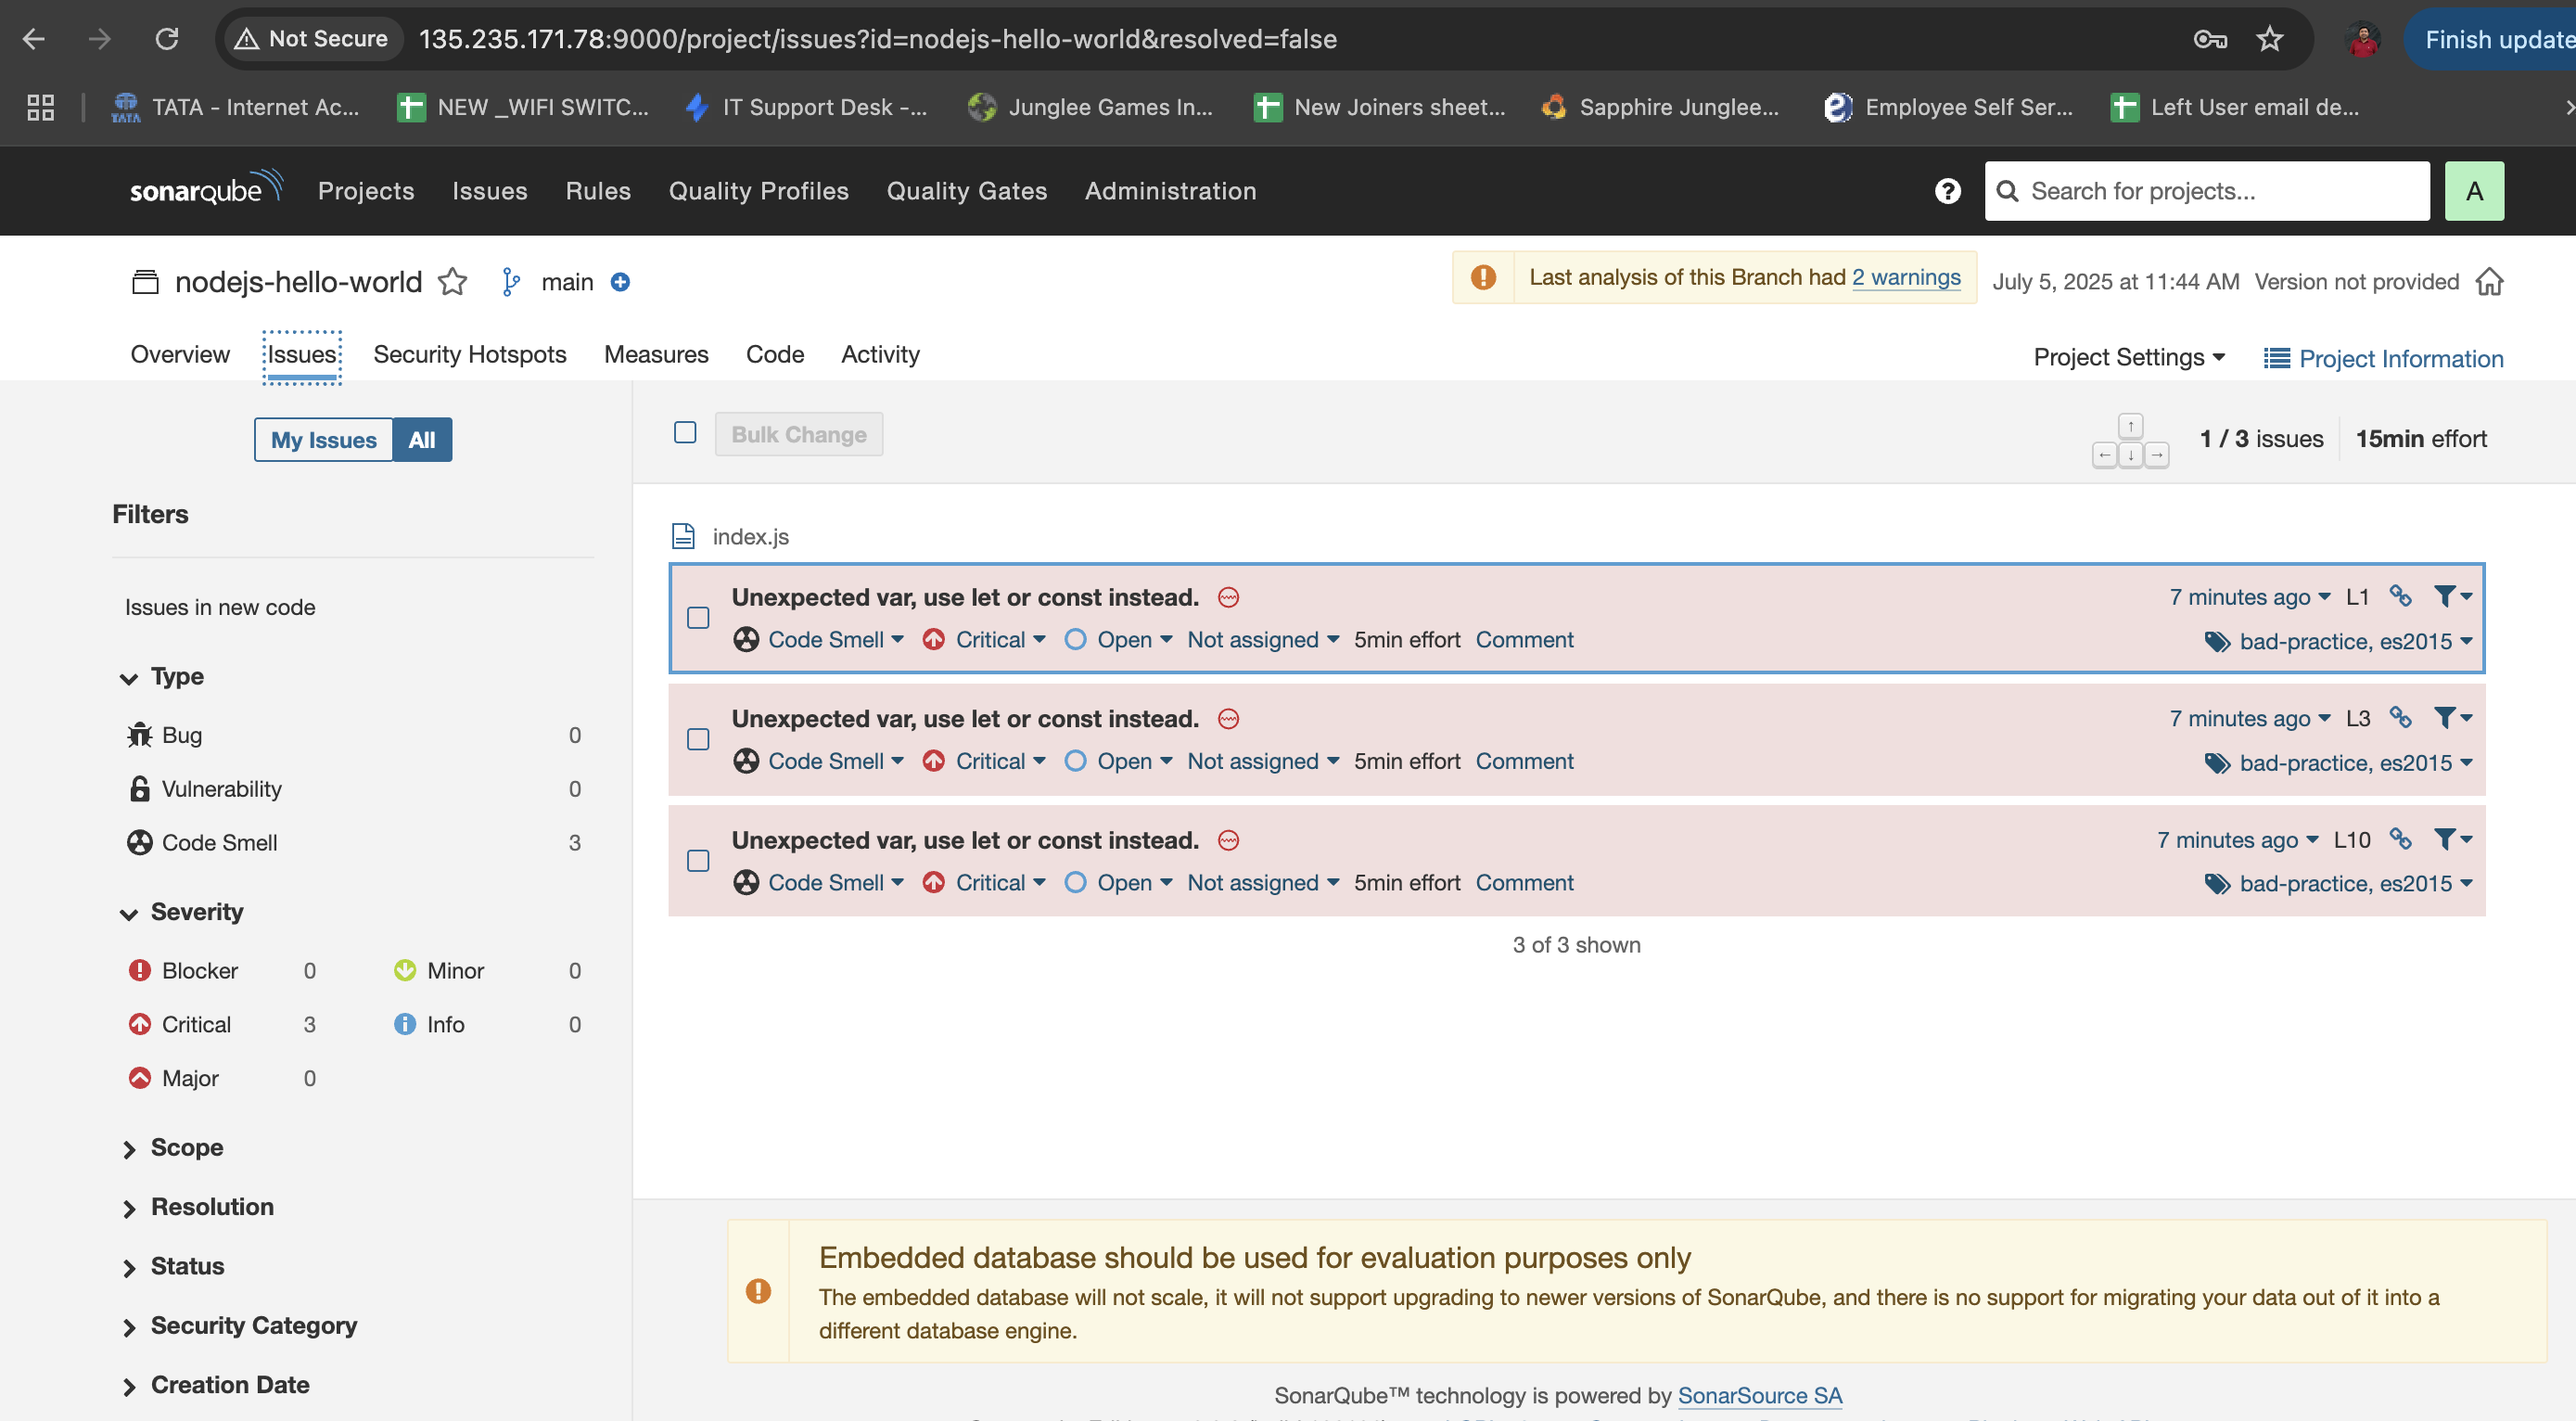 Not Secure 135.235.171.78:9000/project/issues?id=nodejs-hello-world&resolved=false Finish update
TATA - Internet Ac... NEW _WIFI SWITC... IT Support Desk -... Junglee Games In... New Joiners sheet... Sapphire Junglee... Employee Self Ser... Left User email de...
sonarqube Projects Issues Rules Quality Profiles Quality Gates Administration ? Search for projects... A
nodejs-hello-world main Last analysis of this Branch had 2 warnings July 5, 2025 at 11:44 AM Version not provided
Overview Issues Security Hotspots Measures Code Activity Project Settings Project Information
My Issues All
Bulk Change 1 / 3 issues 15min effort
Filters
Issues in new code
Type
Bug 0
Vulnerability 0
Code Smell 3
Severity
Blocker 0 Minor 0
Critical 3 Info 0
Major 0
Scope
Resolution
Status
Security Category
Creation Date
index.js
Unexpected var, use let or const instead. 7 minutes ago L1
Code Smell Critical Open Not assigned 5min effort Comment bad-practice, es2015
Unexpected var, use let or const instead. 7 minutes ago L3
Code Smell Critical Open Not assigned 5min effort Comment bad-practice, es2015
Unexpected var, use let or const instead. 7 minutes ago L10
Code Smell Critical Open Not assigned 5min effort Comment bad-practice, es2015
3 of 3 shown
Embedded database should be used for evaluation purposes only
The embedded database will not scale, it will not support upgrading to newer versions of SonarQube, and there is no support for migrating your data out of it into a
different database engine.
SonarQube™ technology is powered by SonarSource SA